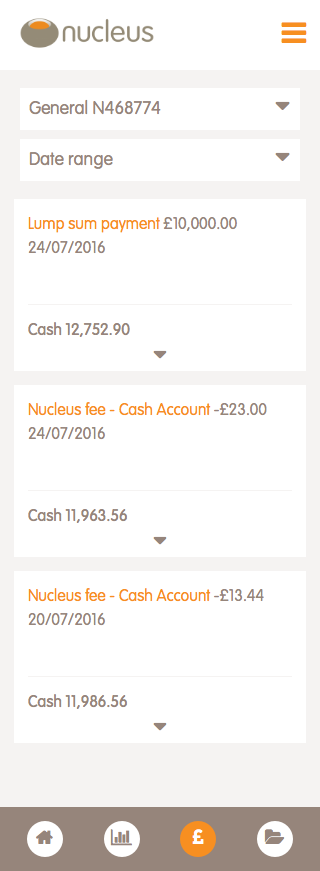 nucleus
General N468774
Date range
Lump sum payment £10,000.00
24/07/2016
Cash 12,752.90
Nucleus fee - Cash Account -£23.00
24/07/2016
Cash 11,963.56
Nucleus fee - Cash Account -£13.44
20/07/2016
Cash 11,986.56
£